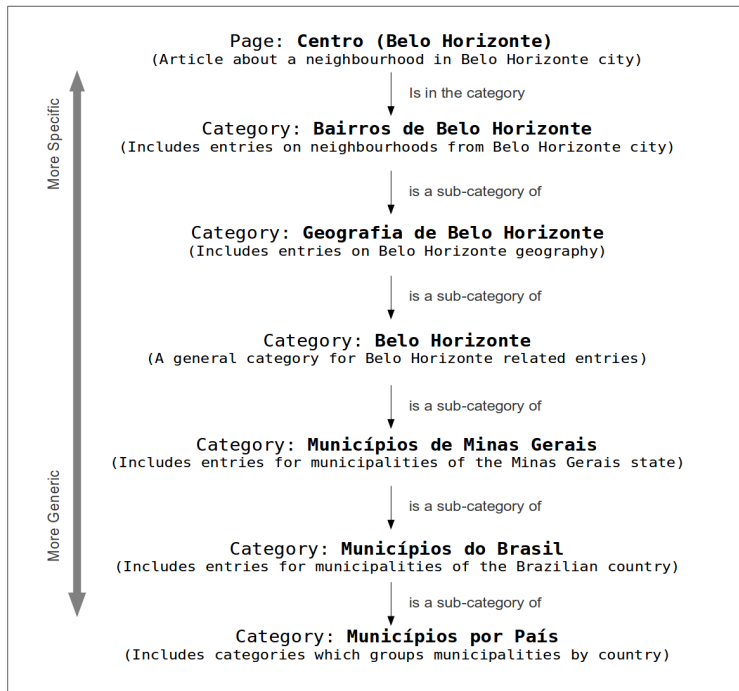 Page: Centro (Belo Horizonte)
(Article about a neighbourhood in Belo Horizonte city)
Is in the category
Category: Bairros de Belo Horizonte
(Includes entries on neighbourhoods from Belo Horizonte city)
is a sub-category of
Category: Geografia de Belo Horizonte
(Includes entries on Belo Horizonte geography)
is a sub-category of
Category: Belo Horizonte
(A general category for Belo Horizonte related entries)
is a sub-category of
Category: Municípios de Minas Gerais
(Includes entries for municipalities of the Minas Gerais state)
is a sub-category of
Category: Municípios do Brasil
(Includes entries for municipalities of the Brazilian country)
is a sub-category of
Category: Municípios por País
(Includes categories which groups municipalities by country)
More Specific
More Generic